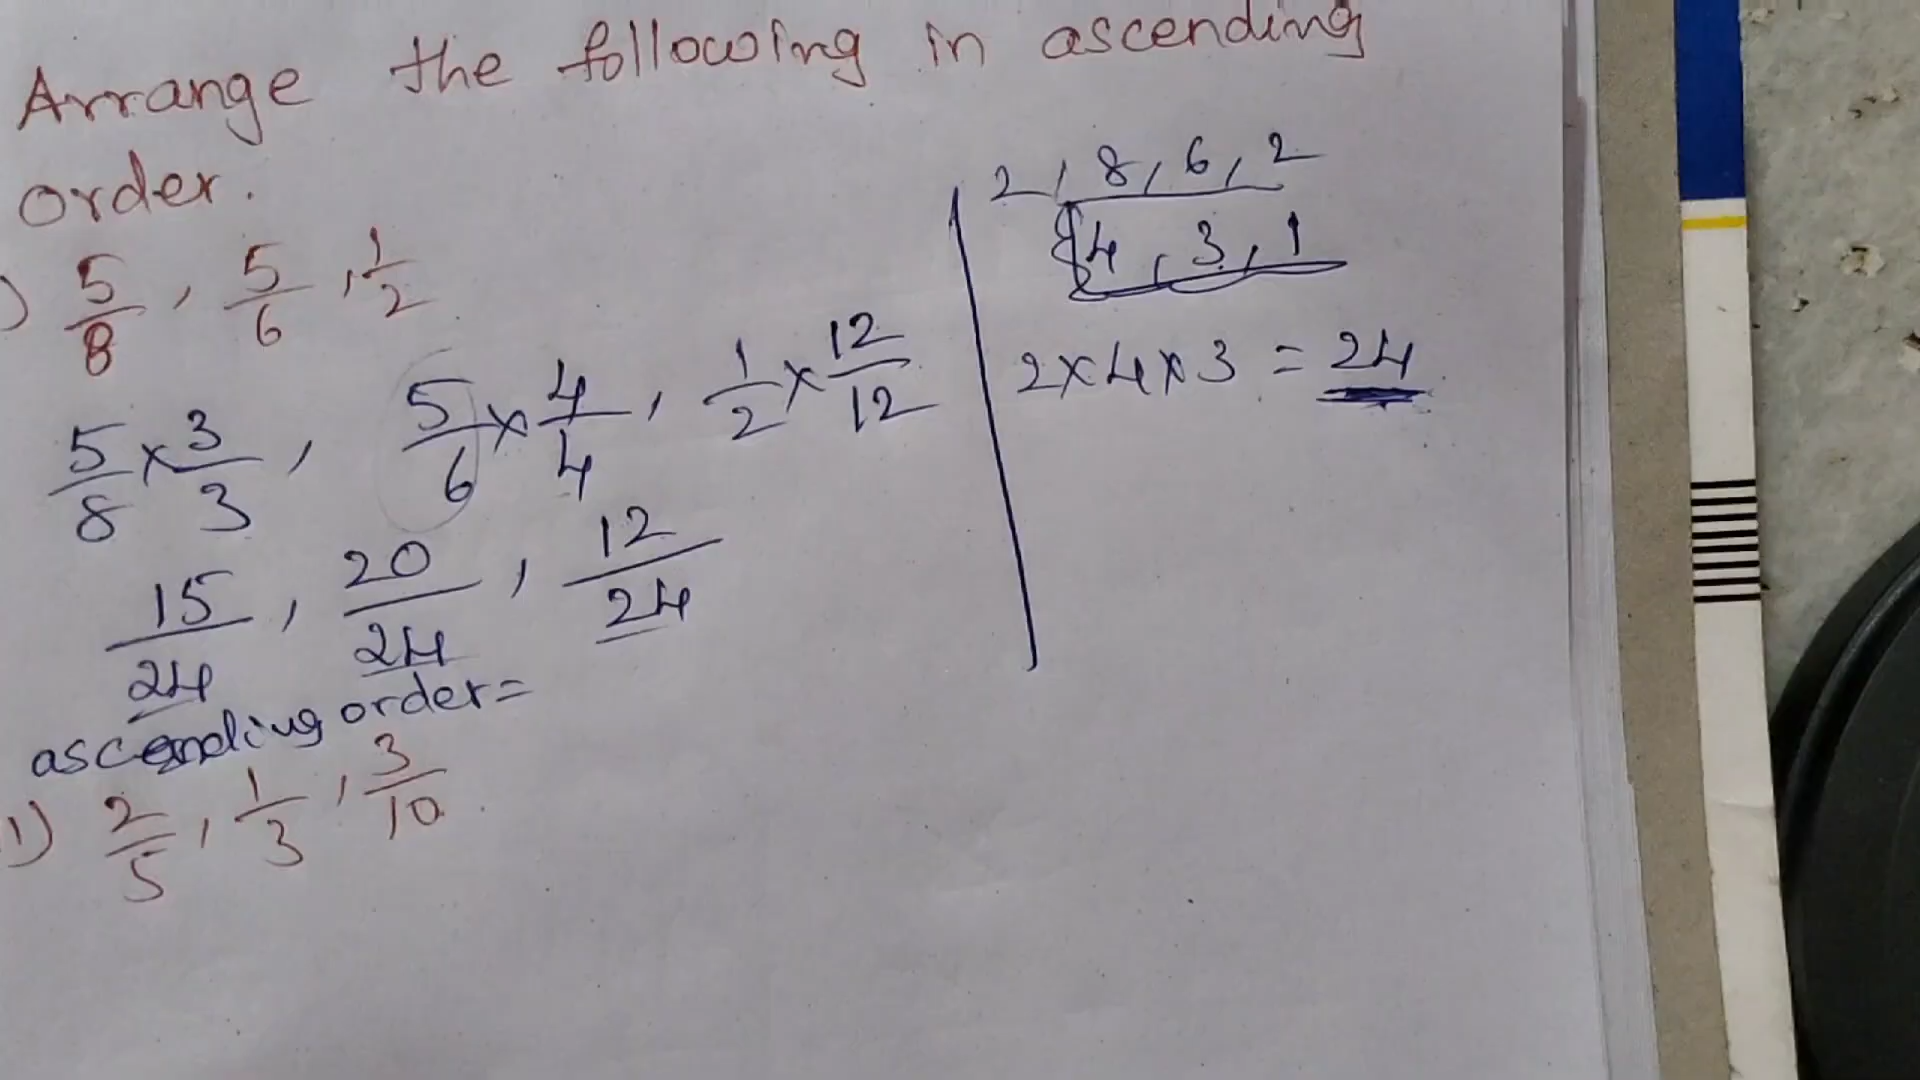 Arrange the following in ascending
order.
) 5/8, 5/6, 1/2
5/8 × 3/3, 5/6 × 4/4, 1/2 × 12/12
15/24, 20/24, 12/24
ascending order=
1) 2/5, 1/3, 3/10
2, 8, 6, 2
4, 3, 1
2×4×3 = 24